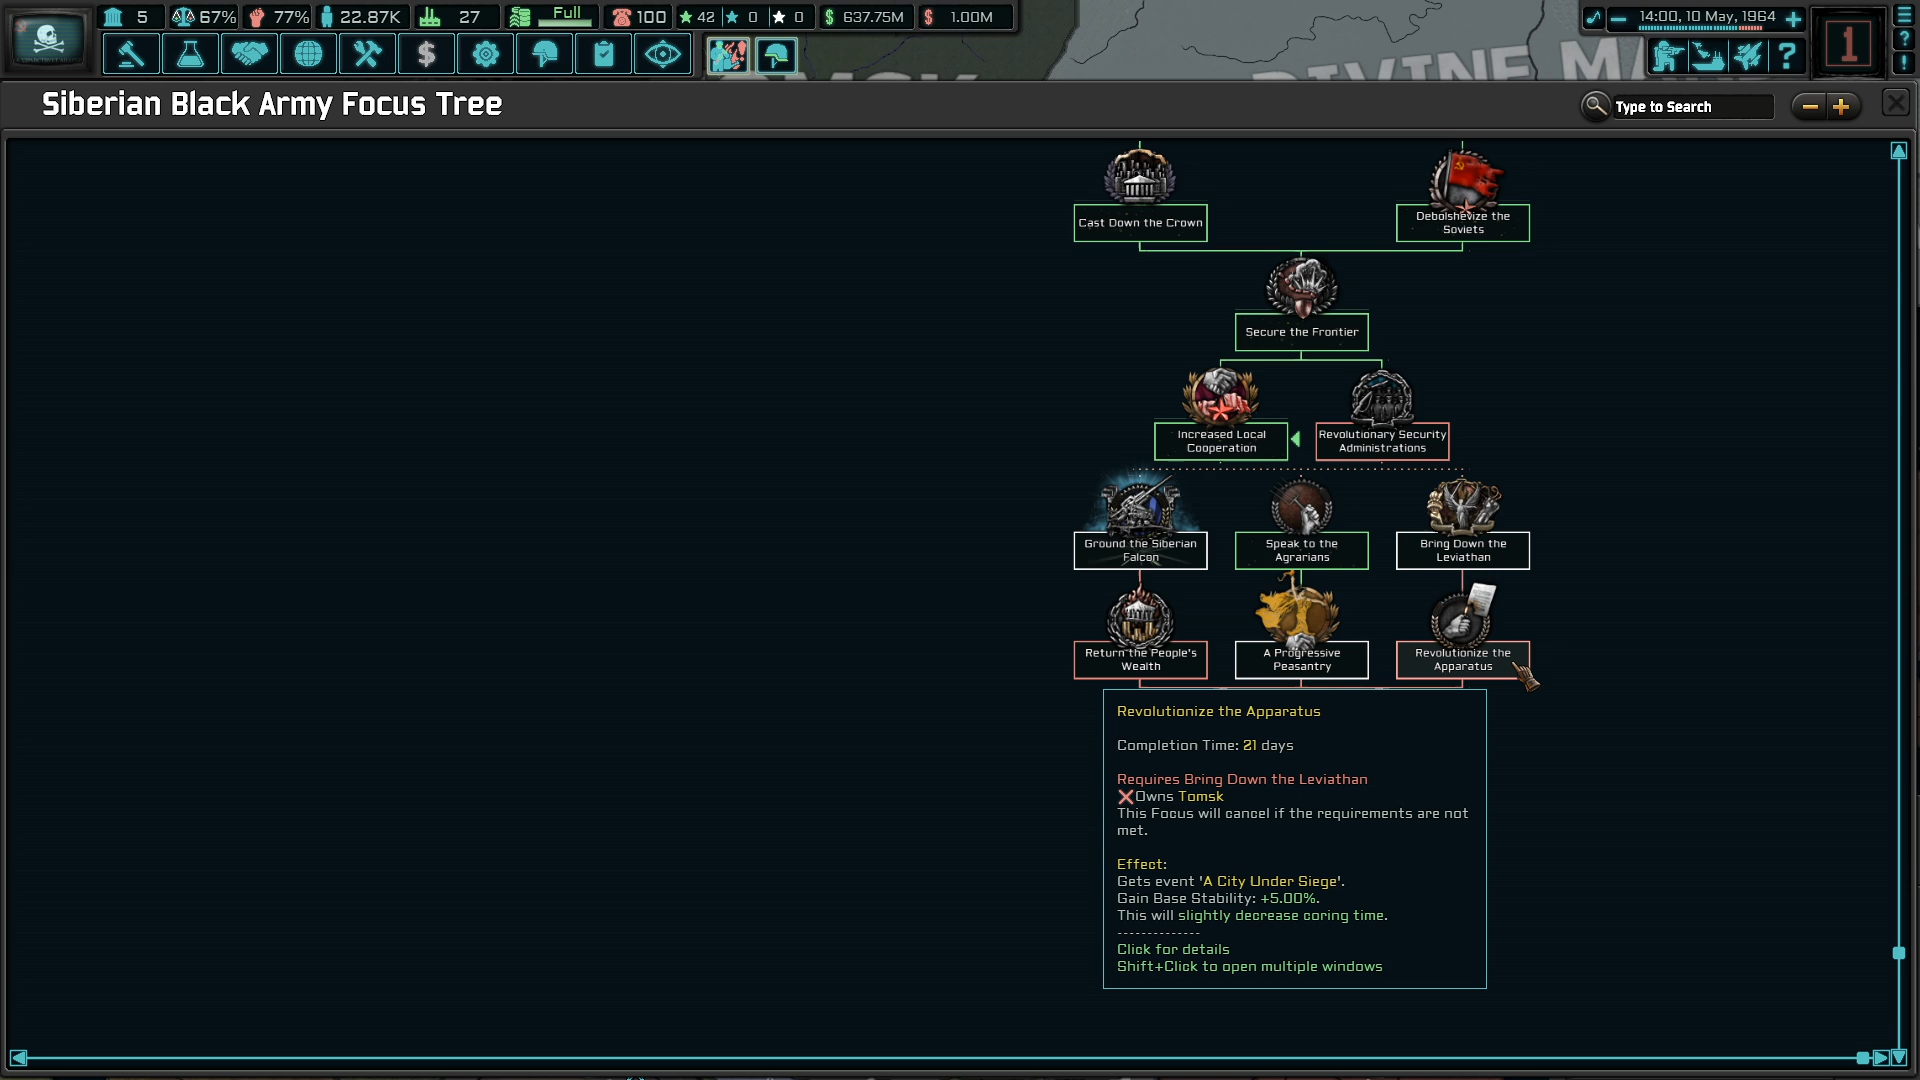 5
67%
77%
22.87K
27
Full
100
42
0
0
637.75M
1.00M
14:00, 10 May, 1964
1
DIVINE M
Siberian Black Army Focus Tree
Type to Search
Cast Down the Crown
Debolshevize the
Soviets
Secure the Frontier
Increased Local
Cooperation
Revolutionary Security
Administrations
Ground the Siberian
Falcon
Speak to the
Agrarians
Bring Down the
Leviathan
Return the People's
Wealth
A Progressive
Peasantry
Revolutionize the
Apparatus
Revolutionize the Apparatus
Completion Time: 21 days
Requires Bring Down the Leviathan
Owns Tomsk
This Focus will cancel if the requirements are not
met.
Effect:
Gets event 'A City Under Siege'.
Gain Base Stability: +5.00%.
This will slightly decrease coring time.
--------------
Click for details
Shift+Click to open multiple windows